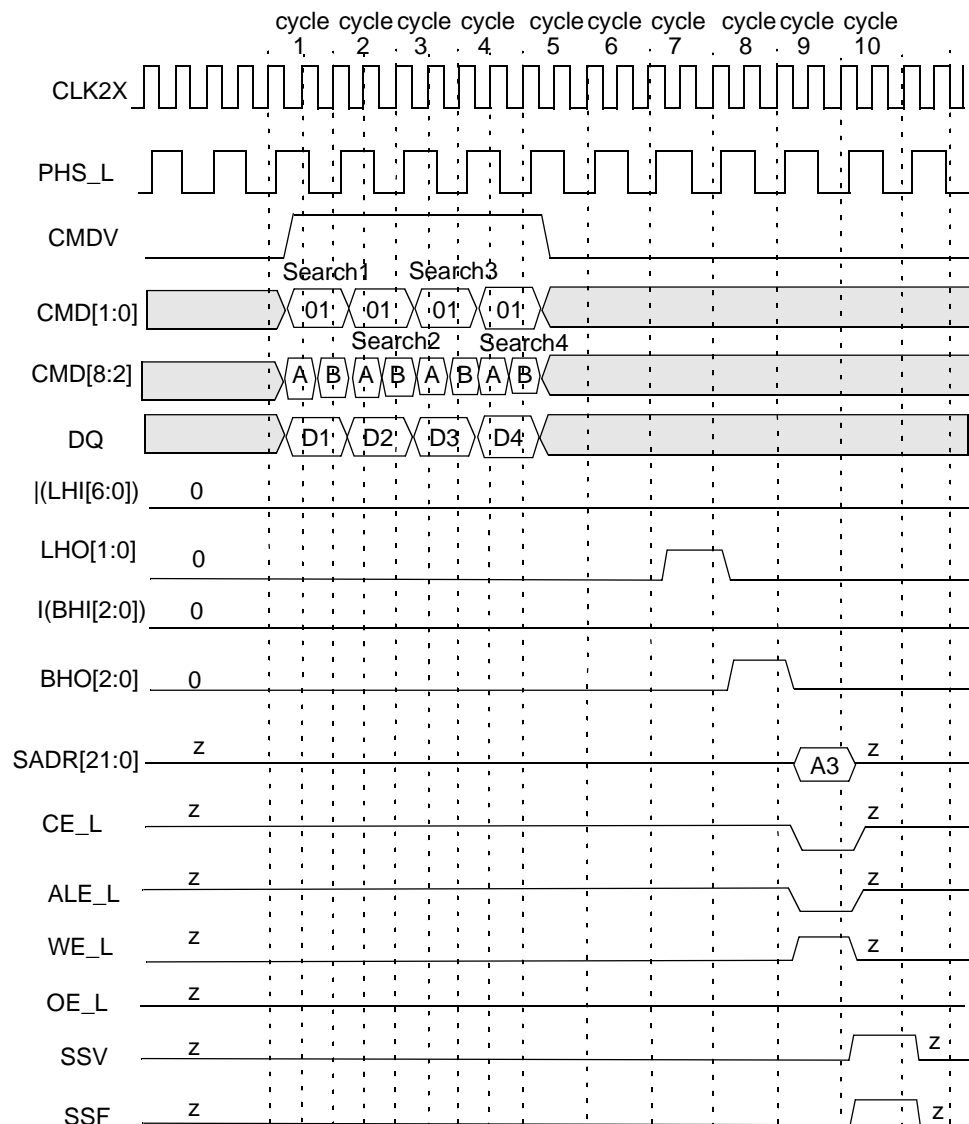 cycle cycle cycle cycle cycle cycle cycle cycle cycle cycle
1 2 3 4 5 6 7 8 9 10
CLK2X
PHS_L
CMDV
Search1 Search3
CMD[1:0] 01 01 01 01
Search2 Search4
CMD[8:2] A B A B A B A B
DQ D1 D2 D3 D4
|(LHI[6:0]) 0
LHO[1:0] 0
I(BHI[2:0]) 0
BHO[2:0] 0
SADR[21:0] z A3 z
CE_L z z
ALE_L z z
WE_L z z
OE_L z
SSV z z
SSF z z